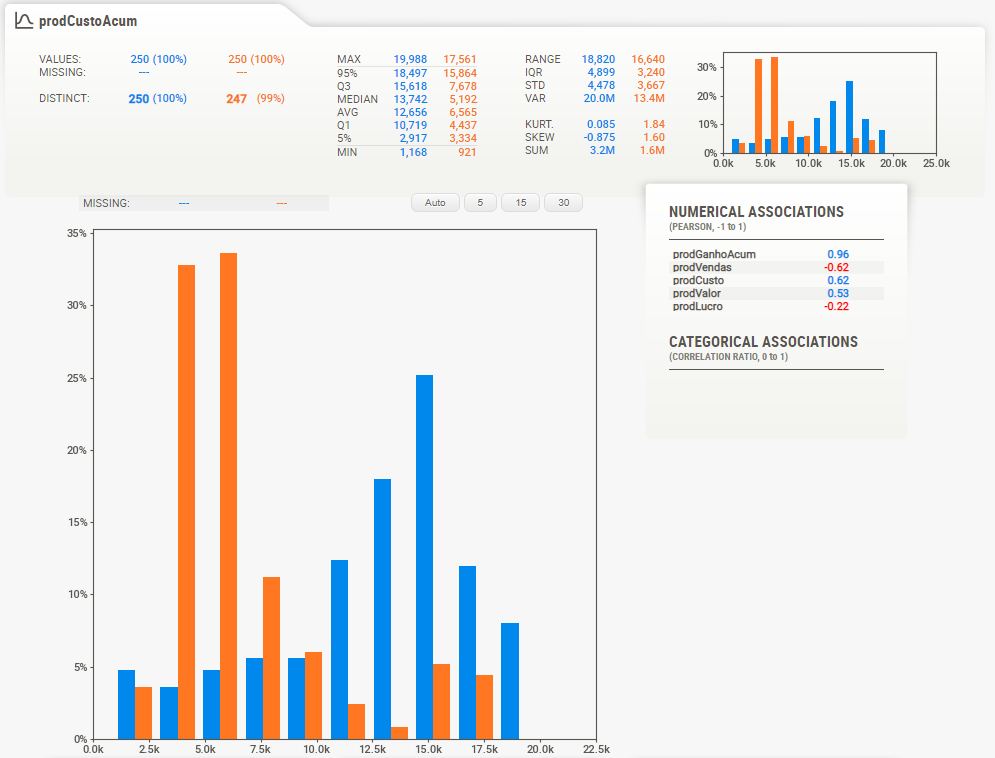 prodCustoAcum
VALUES: 250 (100%) 250 (100%)
MISSING: --- ---
DISTINCT: 250 (100%) 247 (99%)
MAX 19,988 17,561
95% 18,497 15,864
Q3 15,618 7,678
MEDIAN 13,742 5,192
AVG 12,656 6,565
Q1 10,719 4,437
5% 2,917 3,334
MIN 1,168 921
RANGE 18,820 16,640
IQR 4,899 3,240
STD 4,478 3,667
VAR 20.0M 13.4M
KURT. 0.085 1.84
SKEW -0.875 1.60
SUM 3.2M 1.6M
30%
20%
10%
0%
0.0k 5.0k 10.0k 15.0k 20.0k 25.0k
MISSING: --- ---
Auto 5 15 30
35%
30%
25%
20%
15%
10%
5%
0%
0.0k 2.5k 5.0k 7.5k 10.0k 12.5k 15.0k 17.5k 20.0k 22.5k
NUMERICAL ASSOCIATIONS
(PEARSON, -1 to 1)
prodGanhoAcum 0.96
prodVendas -0.62
prodCusto 0.62
prodValor 0.53
prodLucro -0.22
CATEGORICAL ASSOCIATIONS
(CORRELATION RATIO, 0 to 1)